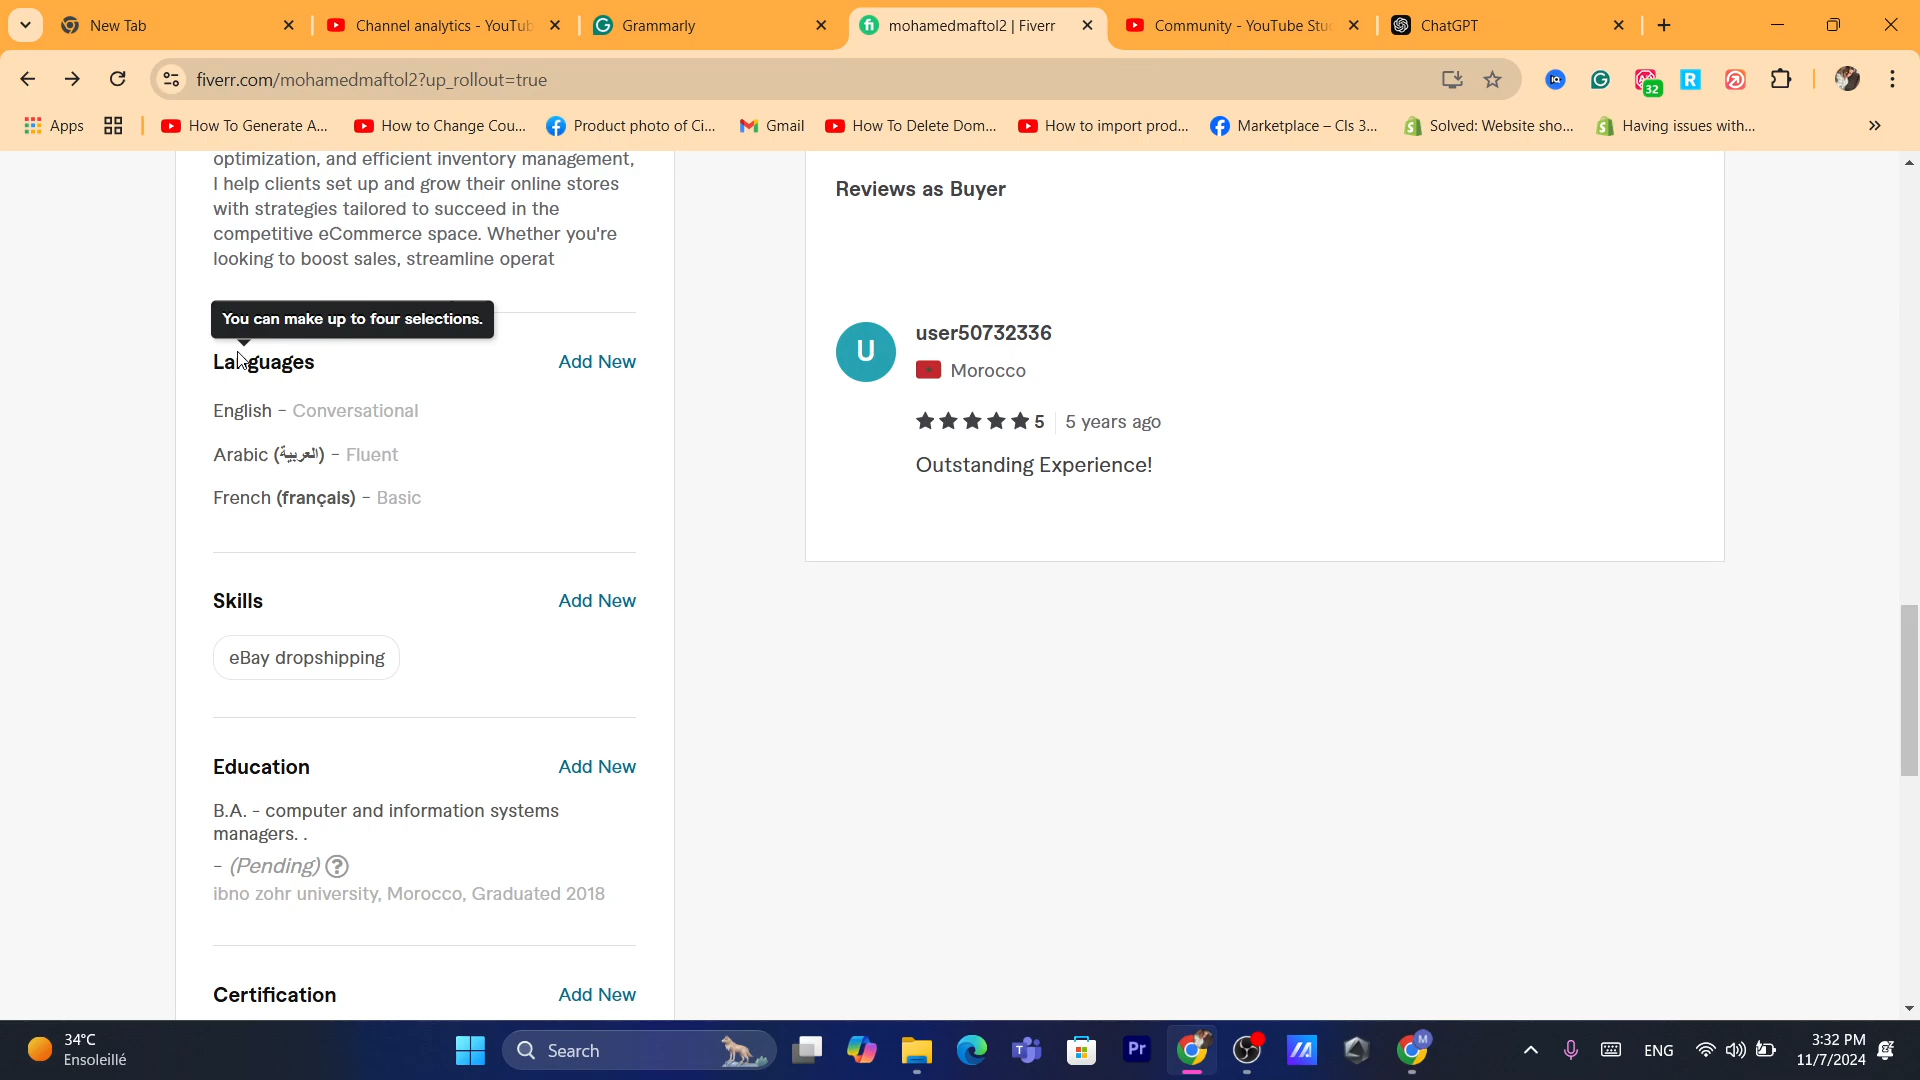 New Tab
Channel analytics - YouTub
Grammarly
mohamedmaftol2 | Fiverr
Community - YouTube Stu
ChatGPT
fiverr.com/mohamedmaftol2?up_rollout=true
32
Apps
How To Generate A...
How to Change Cou...
Product photo of Ci...
Gmail
How To Delete Dom...
How to import prod...
Marketplace – Cls 3...
Solved: Website sho...
Having issues with...
optimization, and efficient inventory management,
I help clients set up and grow their online stores
with strategies tailored to succeed in the
competitive eCommerce space. Whether you're
looking to boost sales, streamline operat
You can make up to four selections.
Languages
Add New
English - Conversational
Arabic (العربية) - Fluent
French (français) - Basic
Skills
Add New
eBay dropshipping
Education
Add New
B.A. - computer and information systems
managers. .
- (Pending) ?
ibno zohr university, Morocco, Graduated 2018
Certification
Add New
Reviews as Buyer
U
user50732336
Morocco
5
5 years ago
Outstanding Experience!
34°C
Ensoleillé
Search
Pr
M
ENG
3:32 PM
11/7/2024